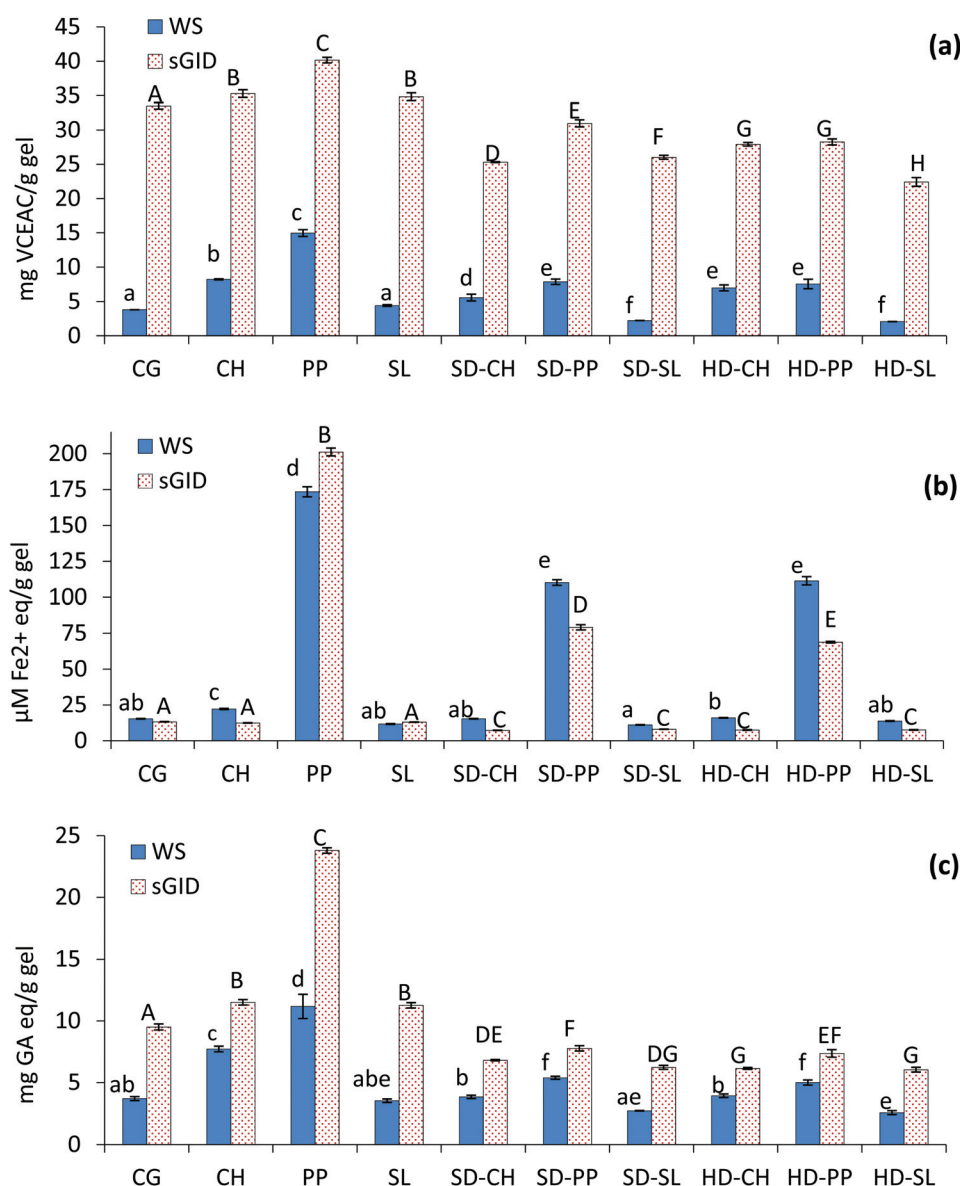 (a)
WS
sGID
mg VCEAC/g gel
45
40
35
30
25
20
15
10
5
0
A B C B D E F G G H
a b c a d e f e e f
CG CH PP SL SD-CH SD-PP SD-SL HD-CH HD-PP HD-SL
(b)
WS
sGID
µM Fe2+ eq/g gel
200
175
150
125
100
75
50
25
0
ab A c A d B ab A ab C e D a C b C e E ab C
CG CH PP SL SD-CH SD-PP SD-SL HD-CH HD-PP HD-SL
(c)
WS
sGID
mg GA eq/g gel
25
20
15
10
5
0
A B C B DE F DG G EF G
ab c d abe b f ae b f e
CG CH PP SL SD-CH SD-PP SD-SL HD-CH HD-PP HD-SL